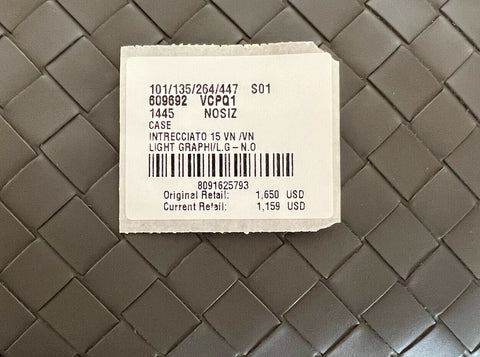 101/135/264/447 S01
609692 VCPQ1
1445 NOSIZ
CASE
INTRECCIATO 15 VN /VN
LIGHT GRAPHI/L.G - N.O
8091625793
Original Retail: 1,650 USD
Current Retail: 1,159 USD